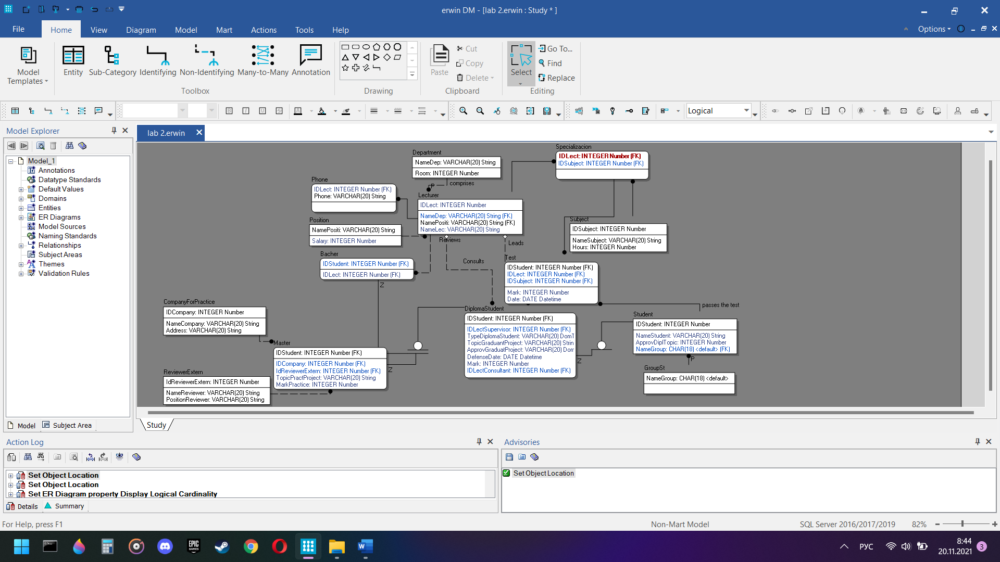 erwin DM - [lab 2.erwin : Study * ]
File
Home
View
Diagram
Model
Mart
Actions
Tools
Help
Options
Model
Templates
Entity
Sub-Category
Identifying
Non-Identifying
Many-to-Many
Annotation
Toolbox
Drawing
Paste
Cut
Copy
Delete
Clipboard
Select
Go To...
Find
Replace
Editing
B
I
U
S
A
Logical
Model Explorer
lab 2.erwin
Model_1
Annotations
Datatype Standards
Default Values
Domains
Entities
ER Diagrams
Model Sources
Naming Standards
Relationships
Subject Areas
Themes
Validation Rules
Model
Subject Area
Specializacion
IDLect: INTEGER Number (FK)
IDSubject: INTEGER Number (FK)
Department
NameDep: VARCHAR(20) String
Room: INTEGER Number
P
comprises
Phone
IDLect: INTEGER Number (FK)
Phone: VARCHAR(20) String
Lecturer
IDLect: INTEGER Number
NameDep: VARCHAR(20) String (FK)
NamePositi: VARCHAR(20) String (FK)
NameLec: VARCHAR(20) String
Position
NamePositi: VARCHAR(20) String
Salary: INTEGER Number
Reviews
Leads
Consults
Subject
IDSubject: INTEGER Number
NameSubject: VARCHAR(20) String
Hours: INTEGER Number
Bacher
IDStudent: INTEGER Number (FK)
IDLect: INTEGER Number (FK)
Z
Test
IDStudent: INTEGER Number (FK)
IDLect: INTEGER Number (FK)
IDSubject: INTEGER Number (FK)
Mark: INTEGER Number
Date: DATE Datetime
passes the test
CompanyForPractice
IDCompany: INTEGER Number
NameCompany: VARCHAR(20) String
Address: VARCHAR(20) String
DiplomaStudent
IDStudent: INTEGER Number (FK)
IDLectSupervisor: INTEGER Number (FK)
TypeDiplomaStudent: VARCHAR(20) DomT
TopicGraduantProject: VARCHAR(20) Strin
ApprovGraduatProject: VARCHAR(20) Dom
DefenseDate: DATE Datetime
Mark: INTEGER Number
IDLectConsultant: INTEGER Number (FK)
Z
Student
IDStudent: INTEGER Number
NameStudent: VARCHAR(20) String
ApprovDiplTopic: INTEGER Number
NameGroup: CHAR(18) <default> (FK)
P
GroupSt
NameGroup: CHAR(18) <default>
Master
IDStudent: INTEGER Number (FK)
IDCompany: INTEGER Number (FK)
IdReviewerExtern: INTEGER Number (FK)
TopicPractProject: VARCHAR(20) String
MarkPractice: INTEGER Number
Z
ReviewerExtern
IdReviewerExtern: INTEGER Number
NameReviewer: VARCHAR(20) String
PositionReviewer: VARCHAR(20) String
Study
Action Log
Set Object Location
Set Object Location
Set ER Diagram property Display Logical Cardinality
Details
Summary
Advisories
Set Object Location
For Help, press F1
Non-Mart Model
SQL Server 2016/2017/2019
82%
EPIC
GAMES
W
РУС
8:44
20.11.2021
3